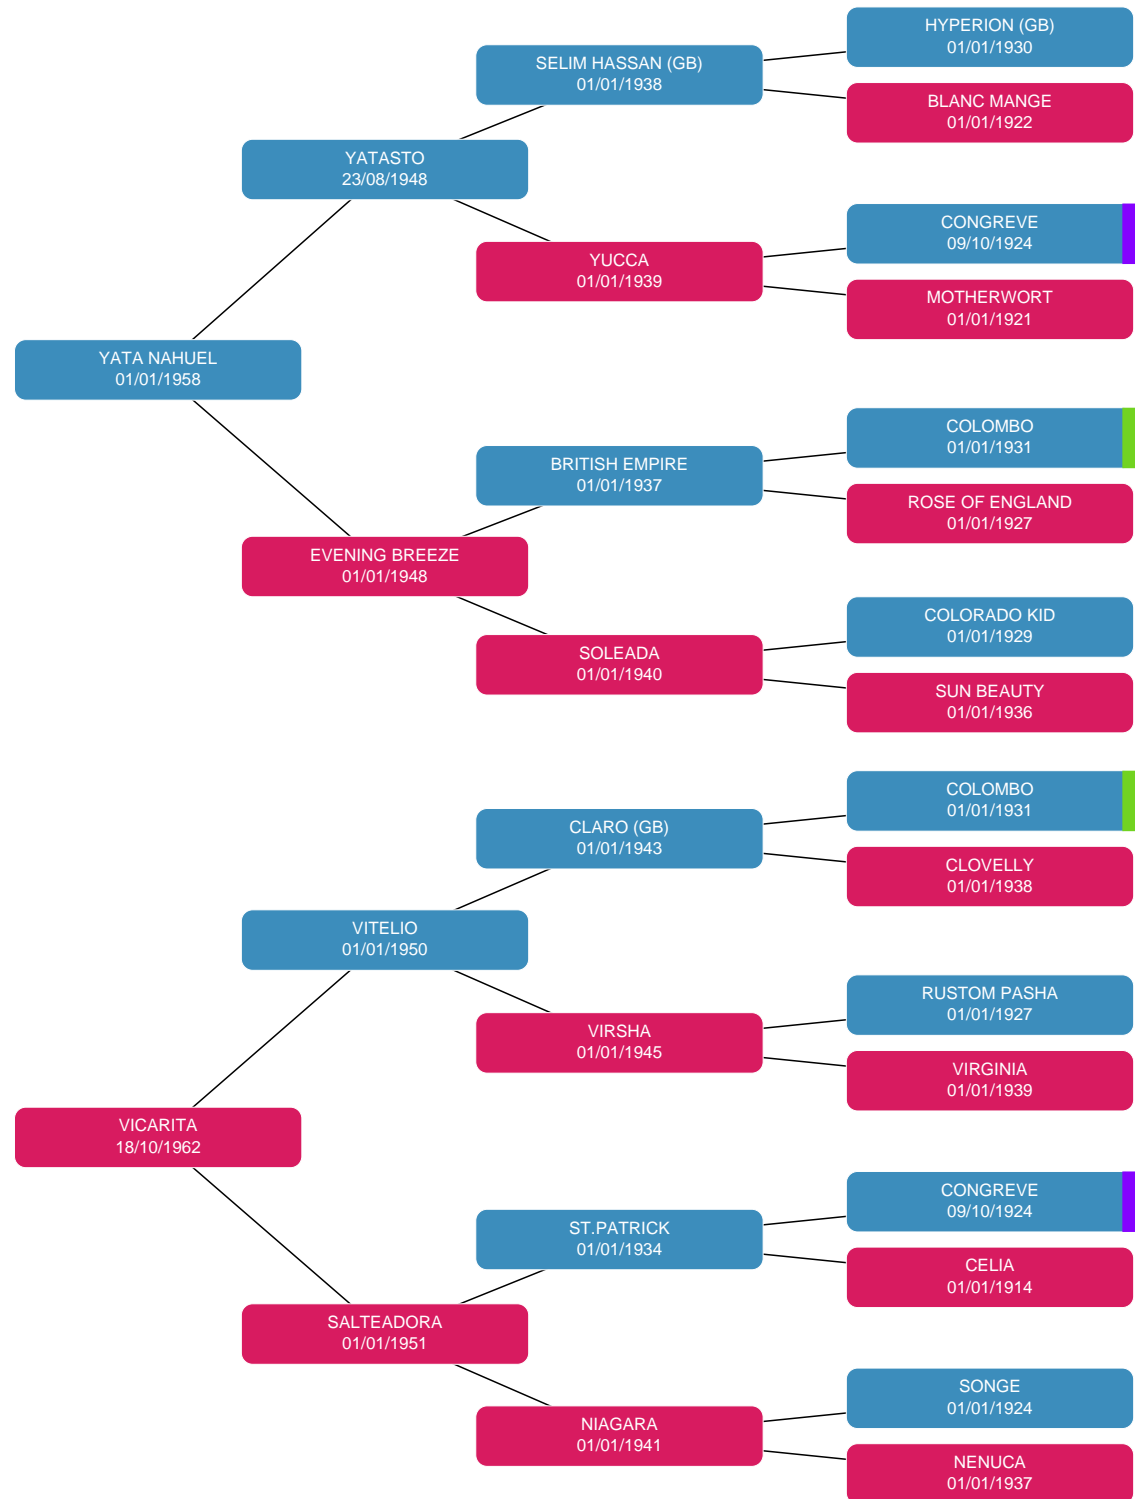 HYPERION (GB)
01/01/1930
SELIM HASSAN (GB)
01/01/1938
BLANC MANGE
01/01/1922
YATASTO
23/08/1948
CONGREVE
09/10/1924
YUCCA
01/01/1939
MOTHERWORT
01/01/1921
YATA NAHUEL
01/01/1958
COLOMBO
01/01/1931
BRITISH EMPIRE
01/01/1937
ROSE OF ENGLAND
01/01/1927
EVENING BREEZE
01/01/1948
COLORADO KID
01/01/1929
SOLEADA
01/01/1940
SUN BEAUTY
01/01/1936
COLOMBO
01/01/1931
CLARO (GB)
01/01/1943
CLOVELLY
01/01/1938
VITELIO
01/01/1950
RUSTOM PASHA
01/01/1927
VIRSHA
01/01/1945
VIRGINIA
01/01/1939
VICARITA
18/10/1962
CONGREVE
09/10/1924
ST.PATRICK
01/01/1934
CELIA
01/01/1914
SALTEADORA
01/01/1951
SONGE
01/01/1924
NIAGARA
01/01/1941
NENUCA
01/01/1937